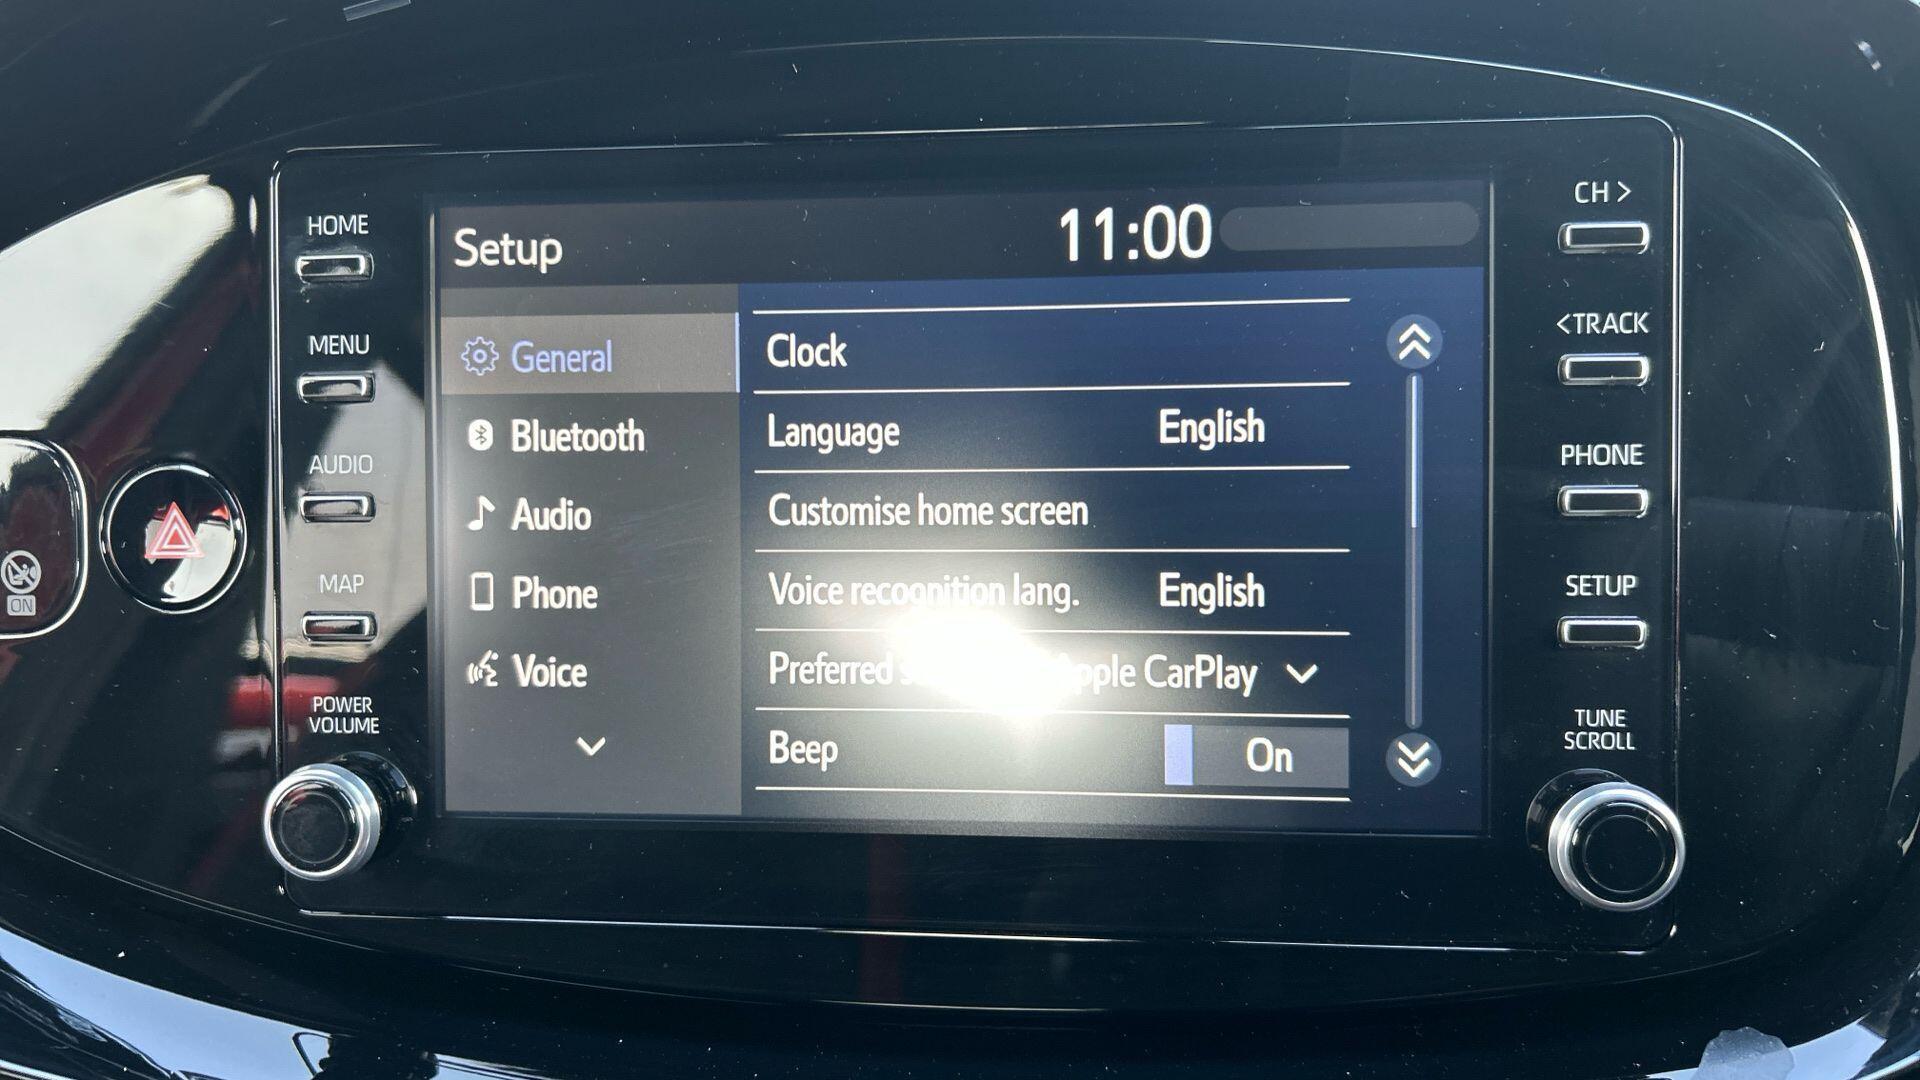 HOME
MENU
AUDIO
MAP
POWER
VOLUME
ON
Setup
11:00
General
Bluetooth
Audio
Phone
Voice
Clock
Language English
Customise home screen
Voice recognition lang. English
Preferred Apple CarPlay
Beep On
CH >
< TRACK
PHONE
SETUP
TUNE
SCROLL